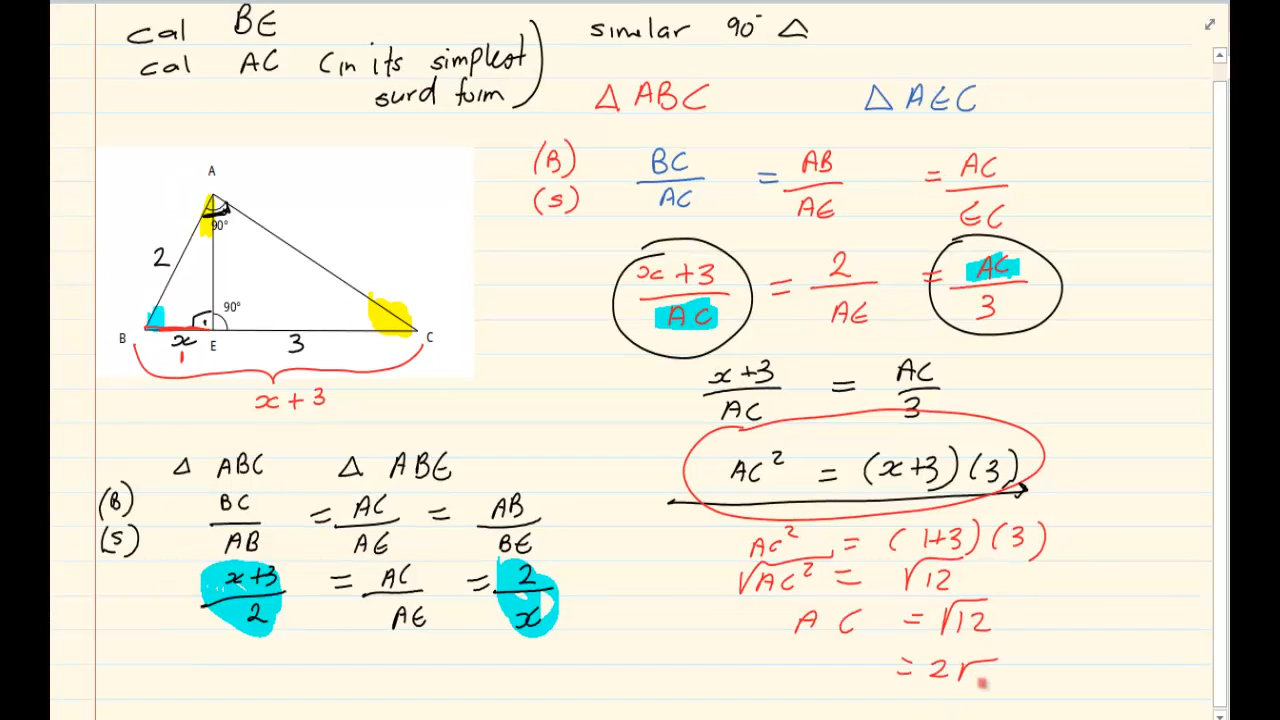 cal BE
cal AC (in its simplest
surd form)
similar 90° △
△ ABC △ AEC
(B) BC = AB = AC
(S) AC AE EC
x+3 = 2 = AC
AC AE 3
x+3 = AC
AC 3
AC² = (x+3)(3)
AC² = (1+3)(3)
√AC² = √12
AC = √12
= 2√
A
90°
2
90°
B x E 3 C
1
x+3
△ ABC △ ABE
(B) BC = AC = AB
(S) AB AE BE
x+3 = AC = 2
2 AE x